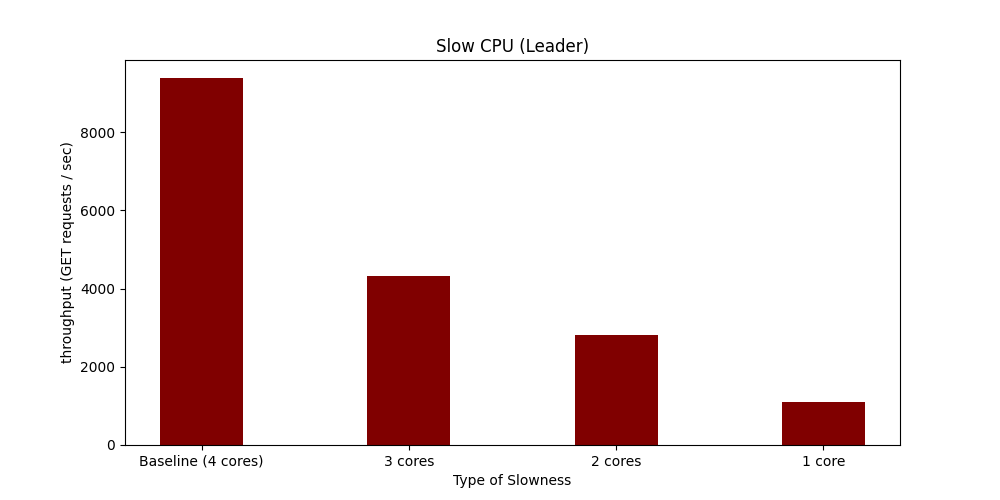 Slow CPU (Leader)
throughput (GET requests / sec)
8000
6000
4000
2000
0
Baseline (4 cores)
3 cores
2 cores
1 core
Type of Slowness